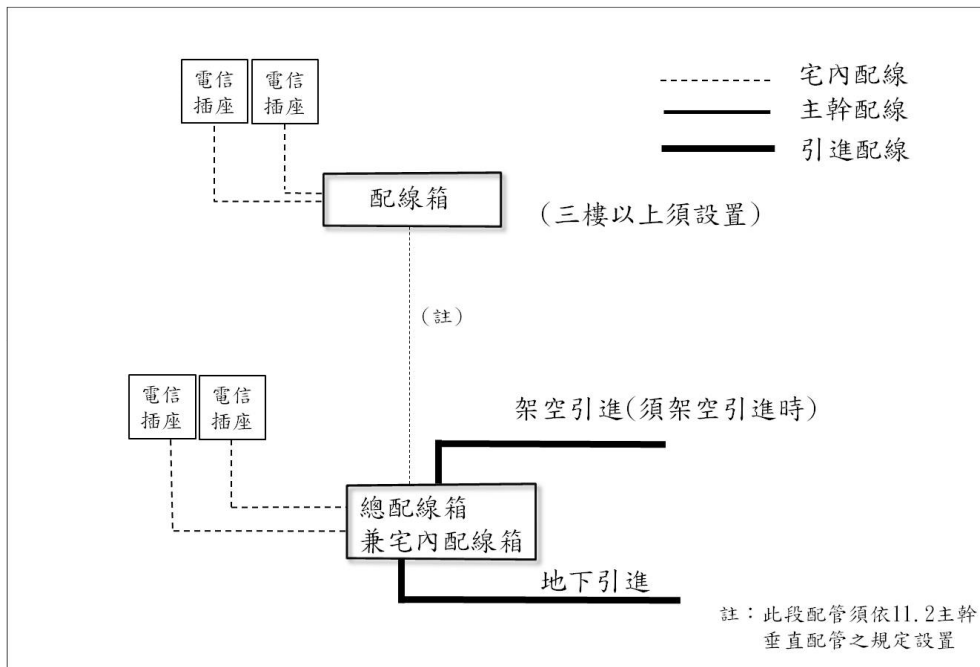 電信
插座
電信
插座
宅內配線
主幹配線
引進配線
配線箱
(三樓以上須設置)
(註)
電信
插座
電信
插座
架空引進(須架空引進時)
總配線箱
兼宅內配線箱
地下引進
註：此段配管須依11.2主幹
垂直配管之規定設置